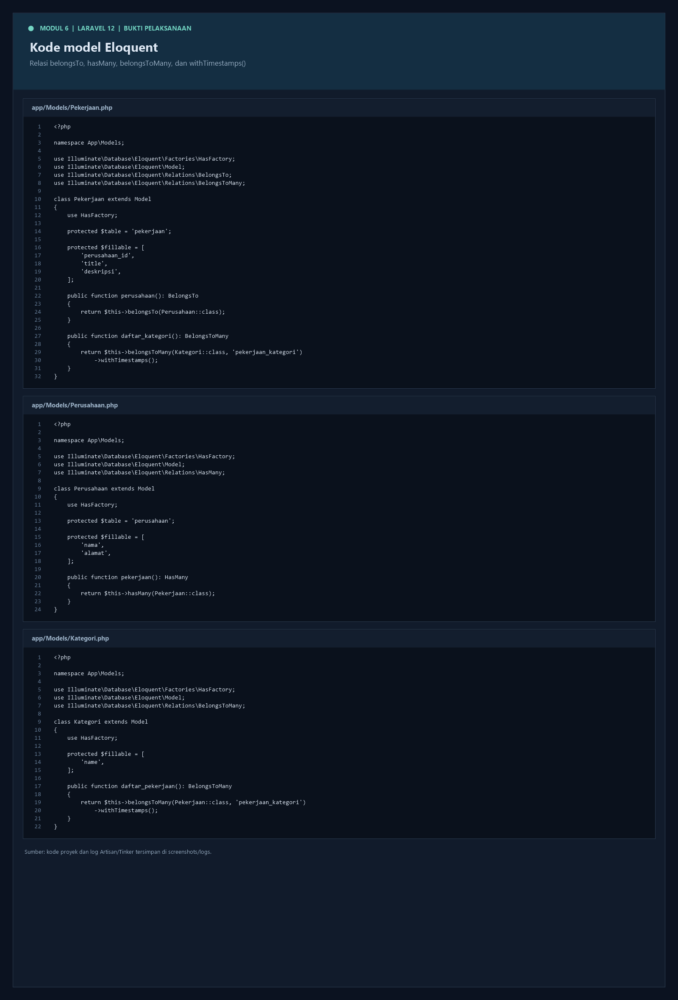 MODUL 6 | LARAVEL 12 | BUKTI PELAKSANAAN
Kode model Eloquent
Relasi belongsTo, hasMany, belongsToMany, dan withTimestamps()
app/Models/Pekerjaan.php
1 <?php
2
3 namespace App\Models;
4
5 use Illuminate\Database\Eloquent\Factories\HasFactory;
6 use Illuminate\Database\Eloquent\Model;
7 use Illuminate\Database\Eloquent\Relations\BelongsTo;
8 use Illuminate\Database\Eloquent\Relations\BelongsToMany;
9
10 class Pekerjaan extends Model
11 {
12     use HasFactory;
13
14     protected $table = 'pekerjaan';
15
16     protected $fillable = [
17         'perusahaan_id',
18         'title',
19         'deskripsi',
20     ];
21
22     public function perusahaan(): BelongsTo
23     {
24         return $this->belongsTo(Perusahaan::class);
25     }
26
27     public function daftar_kategori(): BelongsToMany
28     {
29         return $this->belongsToMany(Kategori::class, 'pekerjaan_kategori')
30             ->withTimestamps();
31     }
32 }
app/Models/Perusahaan.php
1 <?php
2
3 namespace App\Models;
4
5 use Illuminate\Database\Eloquent\Factories\HasFactory;
6 use Illuminate\Database\Eloquent\Model;
7 use Illuminate\Database\Eloquent\Relations\HasMany;
8
9 class Perusahaan extends Model
10 {
11     use HasFactory;
12
13     protected $table = 'perusahaan';
14
15     protected $fillable = [
16         'nama',
17         'alamat',
18     ];
19
20     public function pekerjaan(): HasMany
21     {
22         return $this->hasMany(Pekerjaan::class);
23     }
24 }
app/Models/Kategori.php
1 <?php
2
3 namespace App\Models;
4
5 use Illuminate\Database\Eloquent\Factories\HasFactory;
6 use Illuminate\Database\Eloquent\Model;
7 use Illuminate\Database\Eloquent\Relations\BelongsToMany;
8
9 class Kategori extends Model
10 {
11     use HasFactory;
12
13     protected $fillable = [
14         'name',
15     ];
16
17     public function daftar_pekerjaan(): BelongsToMany
18     {
19         return $this->belongsToMany(Pekerjaan::class, 'pekerjaan_kategori')
20             ->withTimestamps();
21     }
22 }
Sumber: kode proyek dan log Artisan/Tinker tersimpan di screenshots/logs.